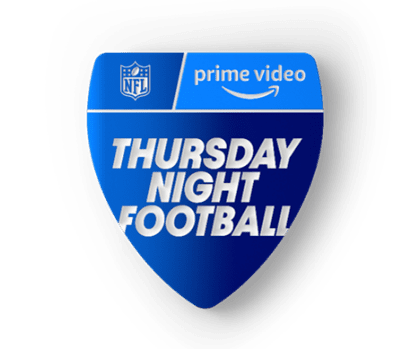 NFL
prime video
THURSDAY
NIGHT
FOOTBALL